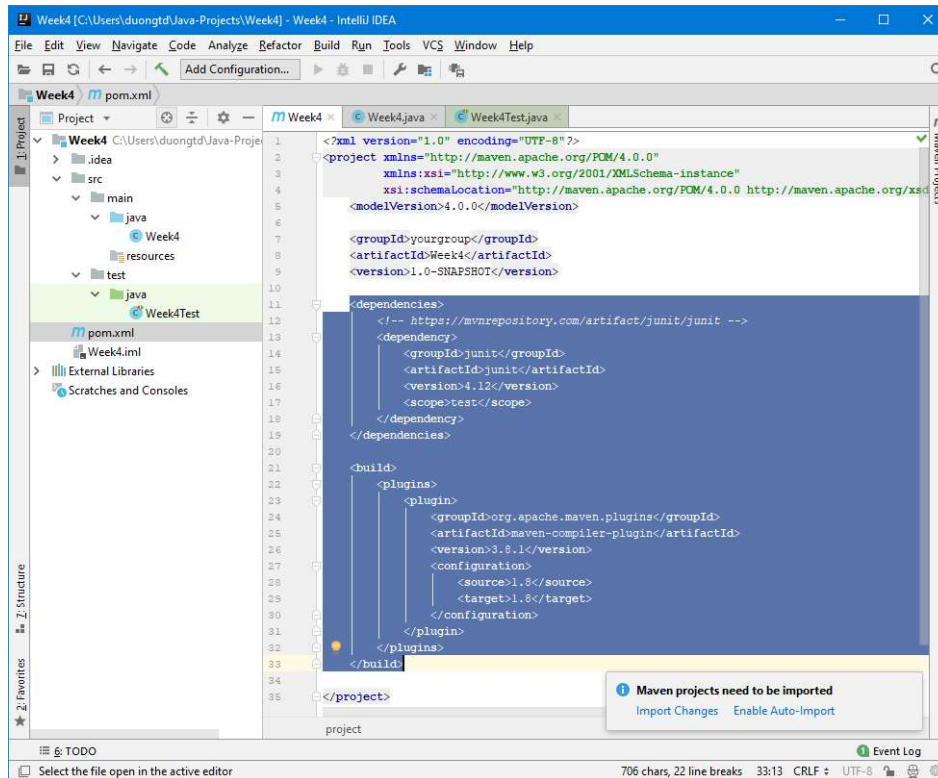 Week4 [C:\Users\duongtd\Java-Projects\Week4] - Week4 - IntelliJ IDEA
File Edit View Navigate Code Analyze Refactor Build Run Tools VCS Window Help
Add Configuration...
Week4 pom.xml
1: Project
Project
Week4 C:\Users\duongtd\Java-Proje
.idea
src
main
java
Week4
resources
test
java
Week4Test
pom.xml
Week4.iml
External Libraries
Scratches and Consoles
Week4 Week4.java Week4Test.java
1 <?xml version="1.0" encoding="UTF-8"?>
2 <project xmlns="http://maven.apache.org/POM/4.0.0"
3 xmlns:xsi="http://www.w3.org/2001/XMLSchema-instance"
4 xsi:schemaLocation="http://maven.apache.org/POM/4.0.0 http://maven.apache.org/xsd
5 <modelVersion>4.0.0</modelVersion>
6
7 <groupId>yourgroup</groupId>
8 <artifactId>Week4</artifactId>
9 <version>1.0-SNAPSHOT</version>
10
11 <dependencies>
12 <!-- https://mvnrepository.com/artifact/junit/junit -->
13 <dependency>
14 <groupId>junit</groupId>
15 <artifactId>junit</artifactId>
16 <version>4.12</version>
17 <scope>test</scope>
18 </dependency>
19 </dependencies>
20
21 <build>
22 <plugins>
23 <plugin>
24 <groupId>org.apache.maven.plugins</groupId>
25 <artifactId>maven-compiler-plugin</artifactId>
26 <version>3.8.1</version>
27 <configuration>
28 <source>1.8</source>
29 <target>1.8</target>
30 </configuration>
31 </plugin>
32 </plugins>
33 </build>
34
35 </project>
project
Maven Projects
Maven projects need to be imported
Import Changes Enable Auto-Import
7: Structure
2: Favorites
6: TODO
1 Event Log
Select the file open in the active editor
706 chars, 22 line breaks 33:13 CRLF UTF-8